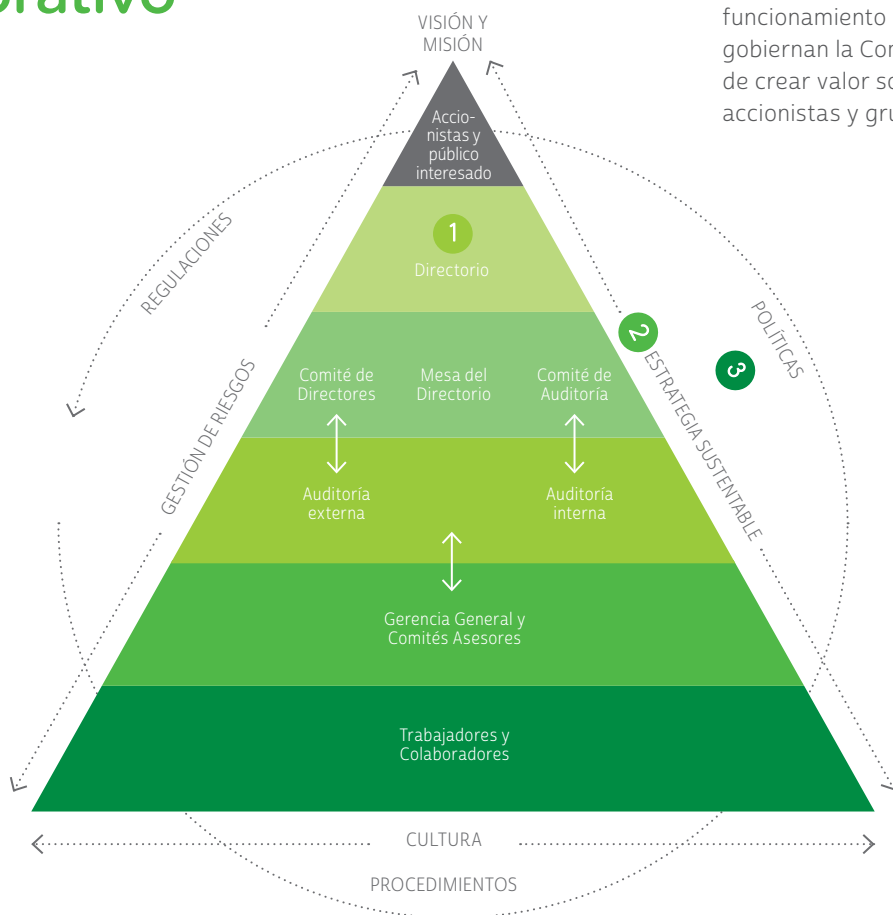 orativo
funcionamiento
gobiernan la Cor
de crear valor so
accionistas y gru
VISIÓN Y
MISIÓN
Accio-
nistas y
público
interesado
1
Directorio
REGULACIONES
2
3
POLÍTICAS
GESTIÓN DE RIESGOS
ESTRATEGIA SUSTENTABLE
Comité de
Directores
Mesa del
Directorio
Comité de
Auditoría
Auditoría
externa
Auditoría
interna
Gerencia General y
Comités Asesores
Trabajadores y
Colaboradores
CULTURA
PROCEDIMIENTOS